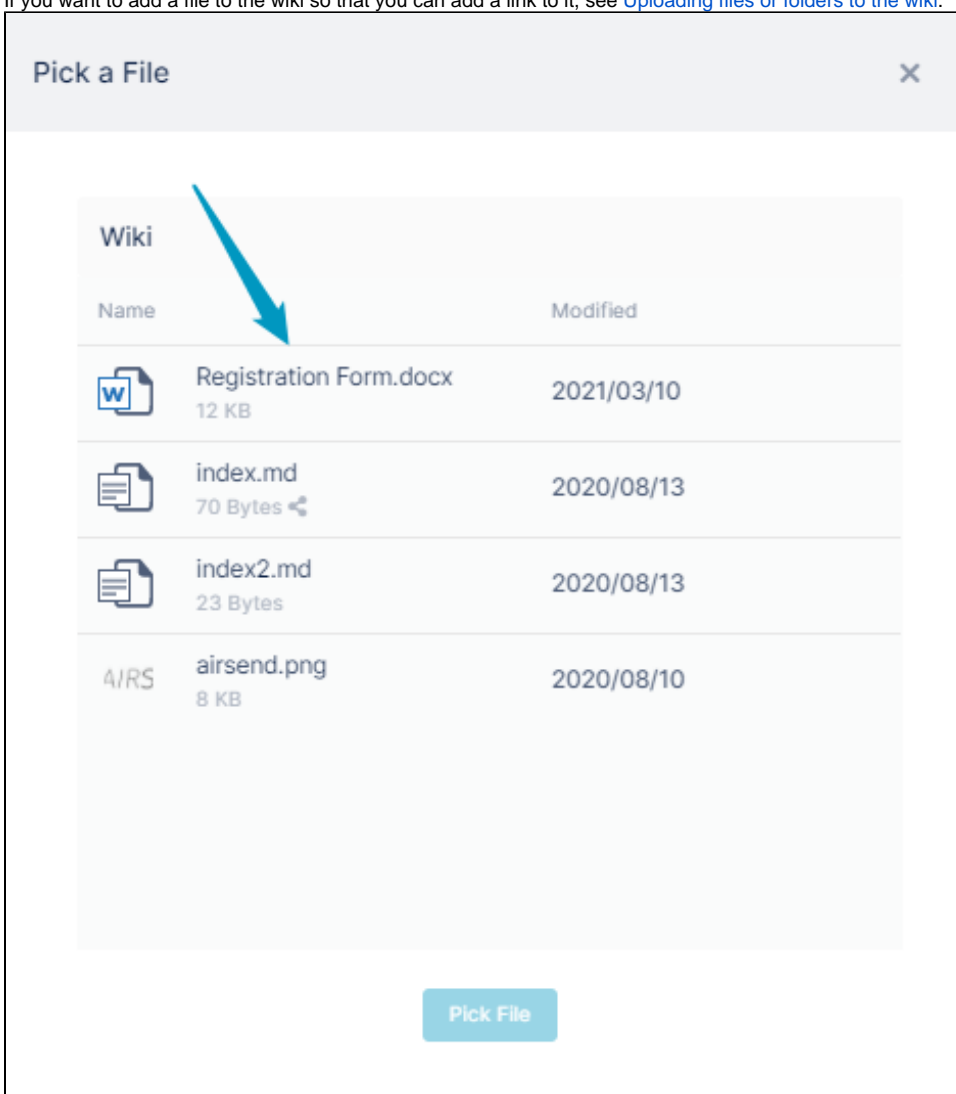 If you want to add a file to the wiki so that you can add a link to it, see Uploading files or folders to the wiki.
Pick a File
Wiki
Name Modified
Registration Form.docx 2021/03/10
12 KB
index.md 2020/08/13
70 Bytes
index2.md 2020/08/13
23 Bytes
AIRS airsend.png 2020/08/10
8 KB
Pick File